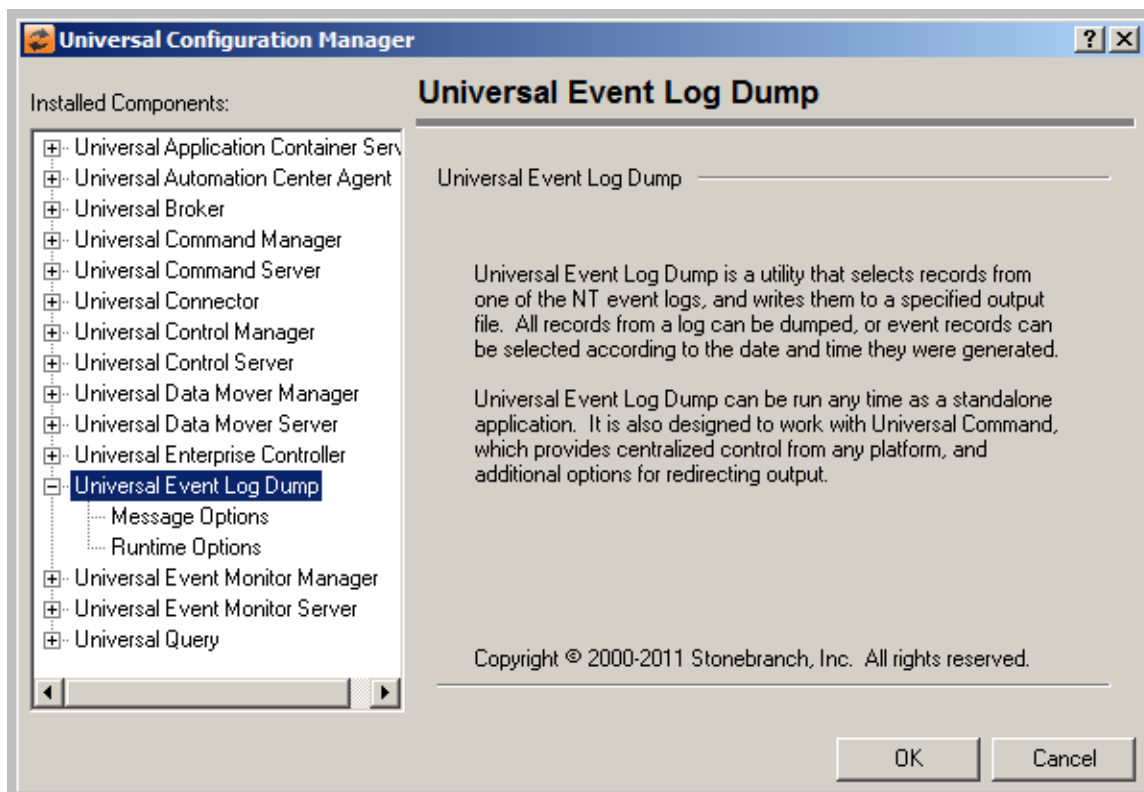 Universal Configuration Manager
Installed Components:
Universal Application Container Serv
Universal Automation Center Agent
Universal Broker
Universal Command Manager
Universal Command Server
Universal Connector
Universal Control Manager
Universal Control Server
Universal Data Mover Manager
Universal Data Mover Server
Universal Enterprise Controller
Universal Event Log Dump
Message Options
Runtime Options
Universal Event Monitor Manager
Universal Event Monitor Server
Universal Query
Universal Event Log Dump
Universal Event Log Dump
Universal Event Log Dump is a utility that selects records from
one of the NT event logs, and writes them to a specified output
file.  All records from a log can be dumped, or event records can
be selected according to the date and time they were generated.
Universal Event Log Dump can be run any time as a standalone
application.  It is also designed to work with Universal Command,
which provides centralized control from any platform, and
additional options for redirecting output.
Copyright © 2000-2011 Stonebranch, Inc.  All rights reserved.
OK
Cancel